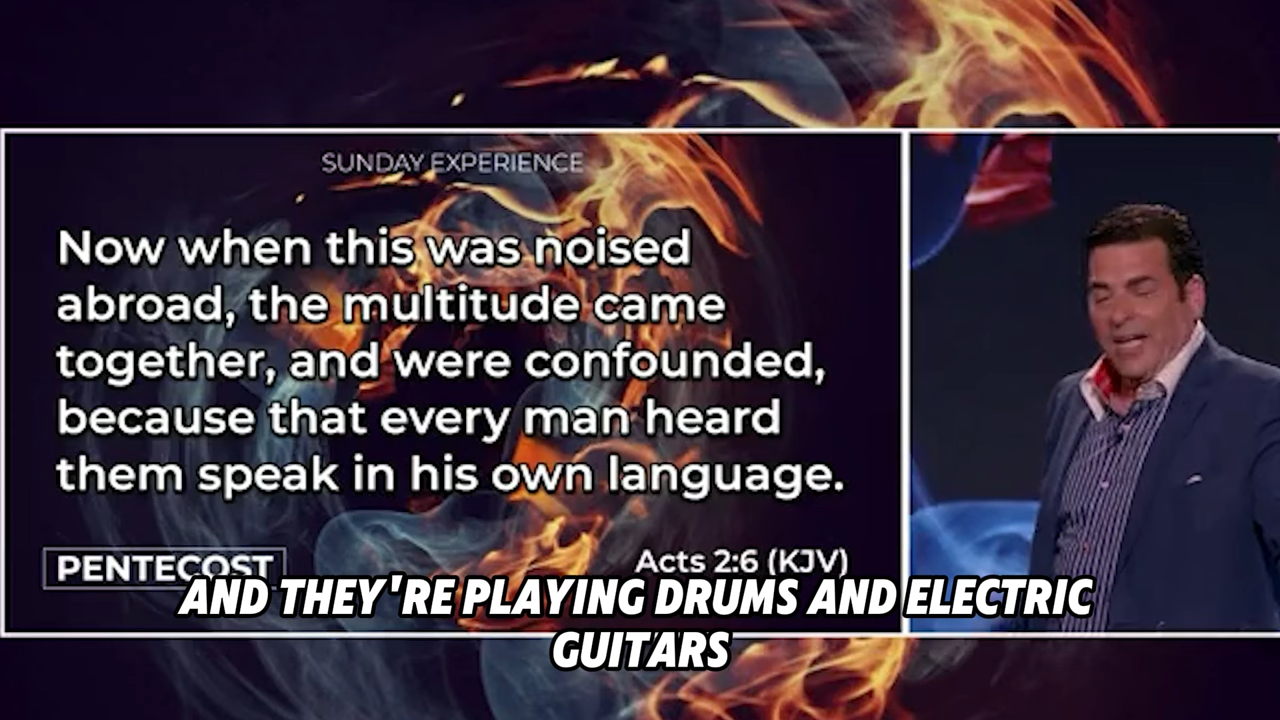 SUNDAY EXPERIENCE
Now when this was noised
abroad, the multitude came
together, and were confounded,
because that every man heard
them speak in his own language.
PENTECOST
Acts 2:6 (KJV)
AND THEY'RE PLAYING DRUMS AND ELECTRIC
GUITARS